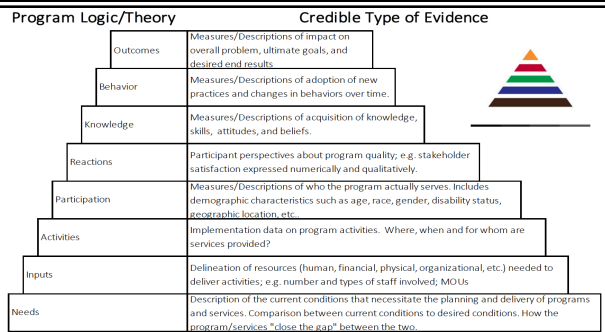 Program Logic/Theory
Credible Type of Evidence
Outcomes
Measures/Descriptions of impact on
overall problem, ultimate goals, and
desired end results
Behavior
Measures/Descriptions of adoption of new
practices and changes in behaviors over time.
Knowledge
Measures/Descriptions of acquisition of knowledge,
skills, attitudes, and beliefs.
Reactions
Participant perspectives about program quality; e.g. stakeholder
satisfaction expressed numerically and qualitatively.
Participation
Measures/Descriptions of who the program actually serves. Includes
demographic characteristics such as age, race, gender, disability status,
geographic location, etc..
Activities
Implementation data on program activities. Where, when and for whom are
services provided?
Inputs
Delineation of resources (human, financial, physical, organizational, etc.) needed to
deliver activities; e.g. number and types of staff involved; MOUs
Needs
Description of the current conditions that necessitate the planning and delivery of programs
and services. Comparison between current conditions to desired conditions. How the
program/services "close the gap" between the two.